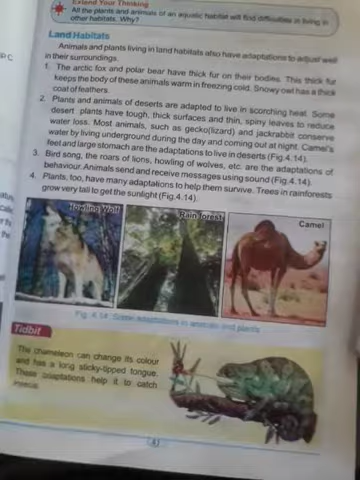 Extend Your Thinking
All the plants and animals of an aquatic habitat will find difficulties in living in
other habitats. Why?
Land Habitats
Animals and plants living in land habitats also have adaptations to adjust well
in their surroundings.
1. The arctic fox and polar bear have thick fur on their bodies. This thick fur
keeps the body of these animals warm in freezing cold. Snowy owl has a thick
coat of feathers.
2. Plants and animals of deserts are adapted to live in scorching heat. Some
desert plants have tough, thick surfaces and thin, spiny leaves to reduce
water loss. Most animals, such as gecko(lizard) and jackrabbit conserve
water by living underground during the day and coming out at night. Camel's
feet and large stomach are the adaptations to live in deserts (Fig.4.14).
3. Bird song, the roars of lions, howling of wolves, etc. are the adaptations of
behaviour. Animals send and receive messages using sound (Fig.4.14).
4. Plants, too, have many adaptations to help them survive. Trees in rainforests
grow very tall to get the sunlight (Fig.4.14).
Howling Wolf
Rain forest
Camel
Fig. 4.14: Some adaptations in animals and plants
Tidbit
The chameleon can change its colour
and has a long sticky-tipped tongue.
These adaptations help it to catch
insects.